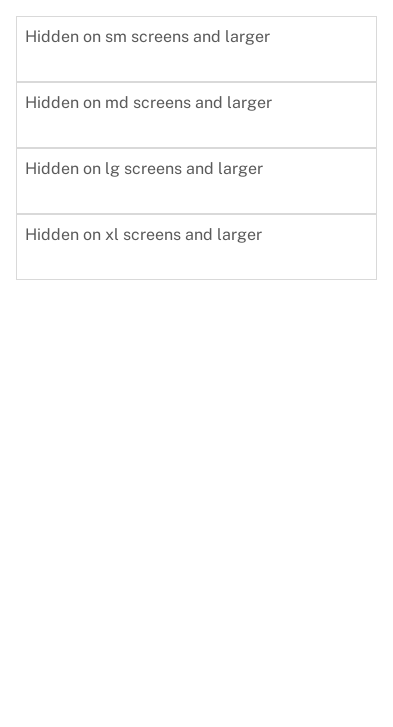 Hidden on sm screens and larger
Hidden on md screens and larger
Hidden on lg screens and larger
Hidden on xl screens and larger